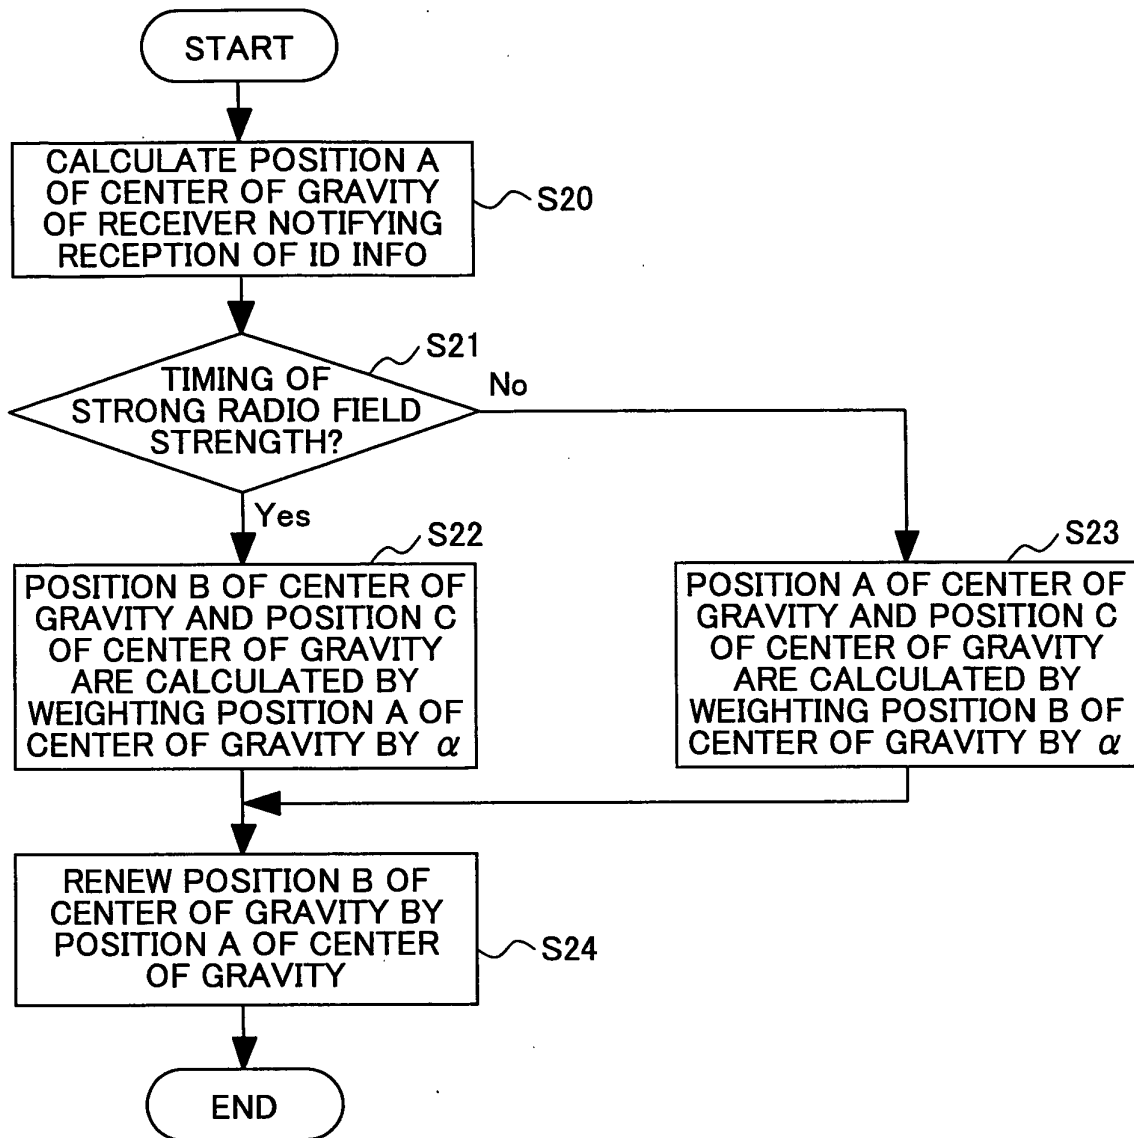 START
CALCULATE POSITION A
OF CENTER OF GRAVITY
OF RECEIVER NOTIFYING
RECEPTION OF ID INFO
S20
S21
TIMING OF
STRONG RADIO FIELD
STRENGTH?
No
Yes
S22
POSITION B OF CENTER OF
GRAVITY AND POSITION C
OF CENTER OF GRAVITY
ARE CALCULATED BY
WEIGHTING POSITION A OF
CENTER OF GRAVITY BY α
S23
POSITION A OF CENTER OF
GRAVITY AND POSITION C
OF CENTER OF GRAVITY
ARE CALCULATED BY
WEIGHTING POSITION B OF
CENTER OF GRAVITY BY α
RENEW POSITION B OF
CENTER OF GRAVITY BY
POSITION A OF CENTER
OF GRAVITY
S24
END